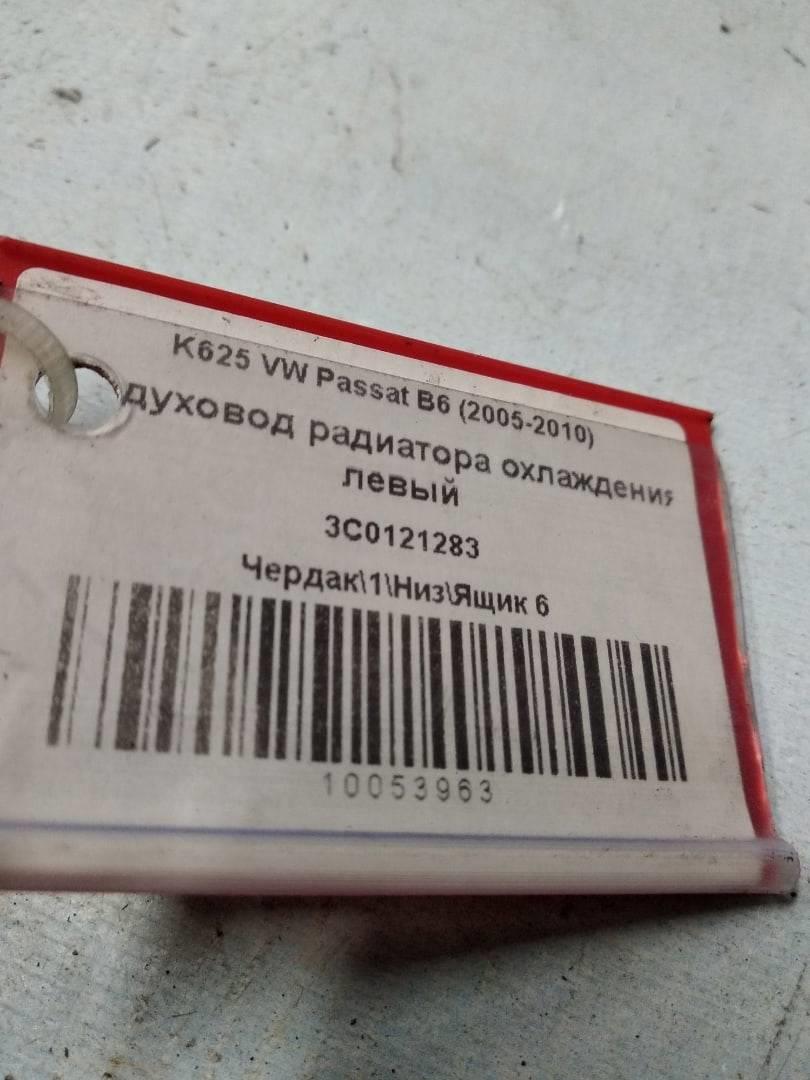 K625 VW Passat B6 (2005-2010)
духовод радиатора охлаждения
левый
3C0121283
Чердак\1\Низ\Ящик 6
10053963